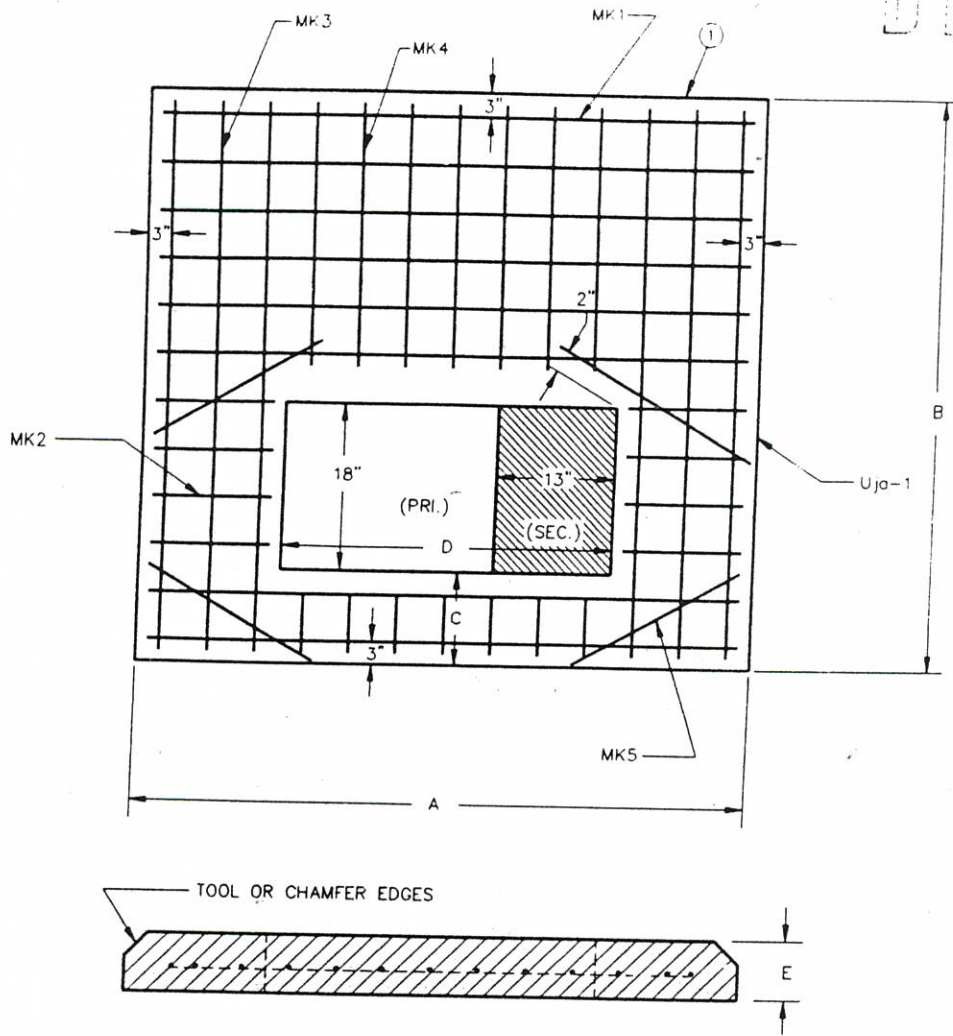 MK3
MK4
MK1
1
3"
3"
3"
2"
B
MK2
18"
13"
Uja-1
(PRI.)
(SEC.)
D
C
3"
MK5
A
TOOL OR CHAMFER EDGES
E